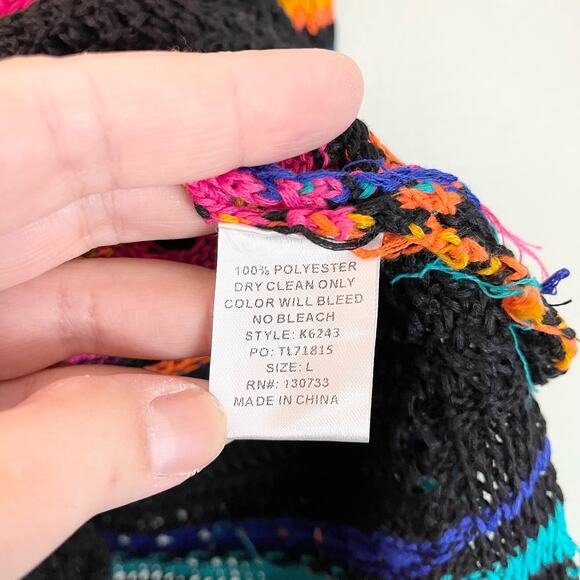 100% POLYESTER
DRY CLEAN ONLY
COLOR WILL BLEED
NO BLEACH
STYLE: K6243
PO: TL71815
SIZE: L
RN#: 130733
MADE IN CHINA